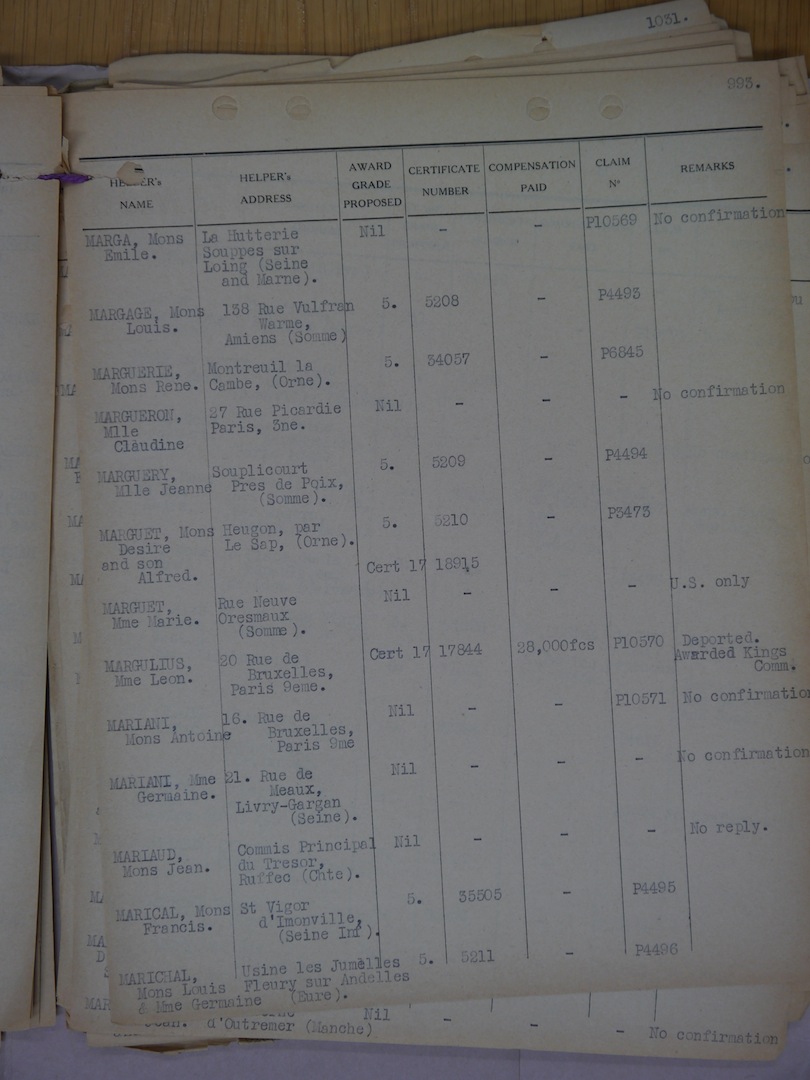 1031.
993.
HELPER's NAME | HELPER's ADDRESS | AWARD GRADE PROPOSED | CERTIFICATE NUMBER | COMPENSATION PAID | CLAIM No | REMARKS
MARGA, Mons | La Hutterie | Nil | - | - | P10569 | No confirmation
Emile. | Souppes sur
Loing (Seine
and Marne).
MARGAGE, Mons | 138 Rue Vulfran | 5. | 5208 | - | P4493
Louis. | Warme,
Amiens (Somme)
MARGUERIE, | Montreuil la | 5. | 34057 | - | P6845
Mons Rene. | Cambe, (Orne).
MARGUERON, | 27 Rue Picardie | Nil | - | - | - | No confirmation
Mlle | Paris, 3ne.
Claudine
MARGUERY, | Souplicourt | 5. | 5209 | - | P4494
Mlle Jeanne | Pres de Poix,
(Somme).
MARGUET, Mons | Heugon, par | 5. | 5210 | - | P3473
Desire | Le Sap, (Orne).
and son
Alfred. | Cert 17 | 18915
MARGUET, | Rue Neuve | Nil | - | - | - | U.S. only
Mme Marie. | Oresmaux
(Somme).
MARGULIUS, | 20 Rue de | Cert 17 | 17844 | 28,000fcs | P10570 | Deported.
Mme Leon. | Bruxelles, | Awarded Kings
Paris 9eme. | Comm.
MARIANI, | 16. Rue de | Nil | - | - | P10571 | No confirmation
Mons Antoine | Bruxelles,
Paris 9me
MARIANI, Mme | 21. Rue de | Nil | - | - | - | No confirmation
Germaine. | Meaux,
Livry-Gargan
(Seine).
MARIAUD, | Commis Principal | Nil | - | - | - | No reply.
Mons Jean. | du Tresor,
Ruffec (Chte).
MARICAL, Mons | St Vigor | 5. | 35505 | - | P4495
Francis. | d'Imonville,
(Seine Inf).
MARICHAL, | Usine les Jumelles | 5. | 5211 | - | P4496
Mons Louis | Fleury sur Andelles
& Mme Germaine | (Eure).
Nil
Jean. | d'Outremer (Manche) | - | - | No confirmation